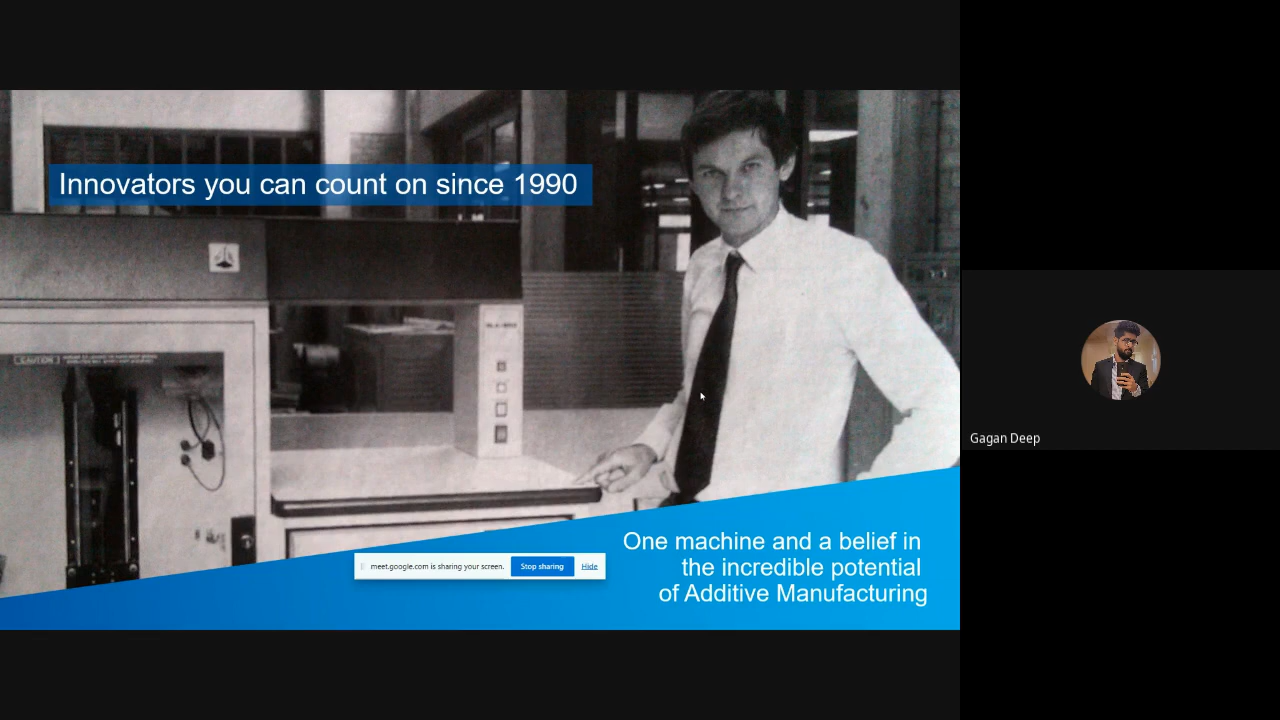 Innovators you can count on since 1990
CAUTION
meet.google.com is sharing your screen.
Stop sharing
Hide
One machine and a belief in
the incredible potential
of Additive Manufacturing
Gagan Deep